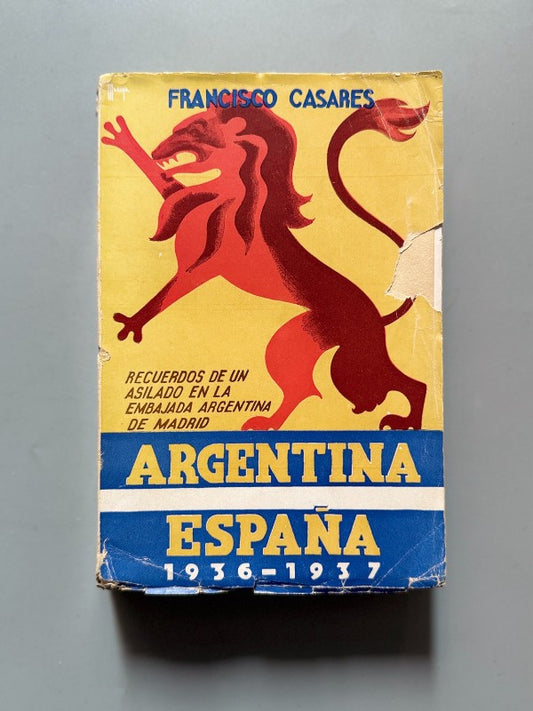 FRANCISCO CASARES
RECUERDOS DE UN
ASILADO EN LA
EMBAJADA ARGENTINA
DE MADRID
ARGENTINA
ESPAÑA
1936-1937